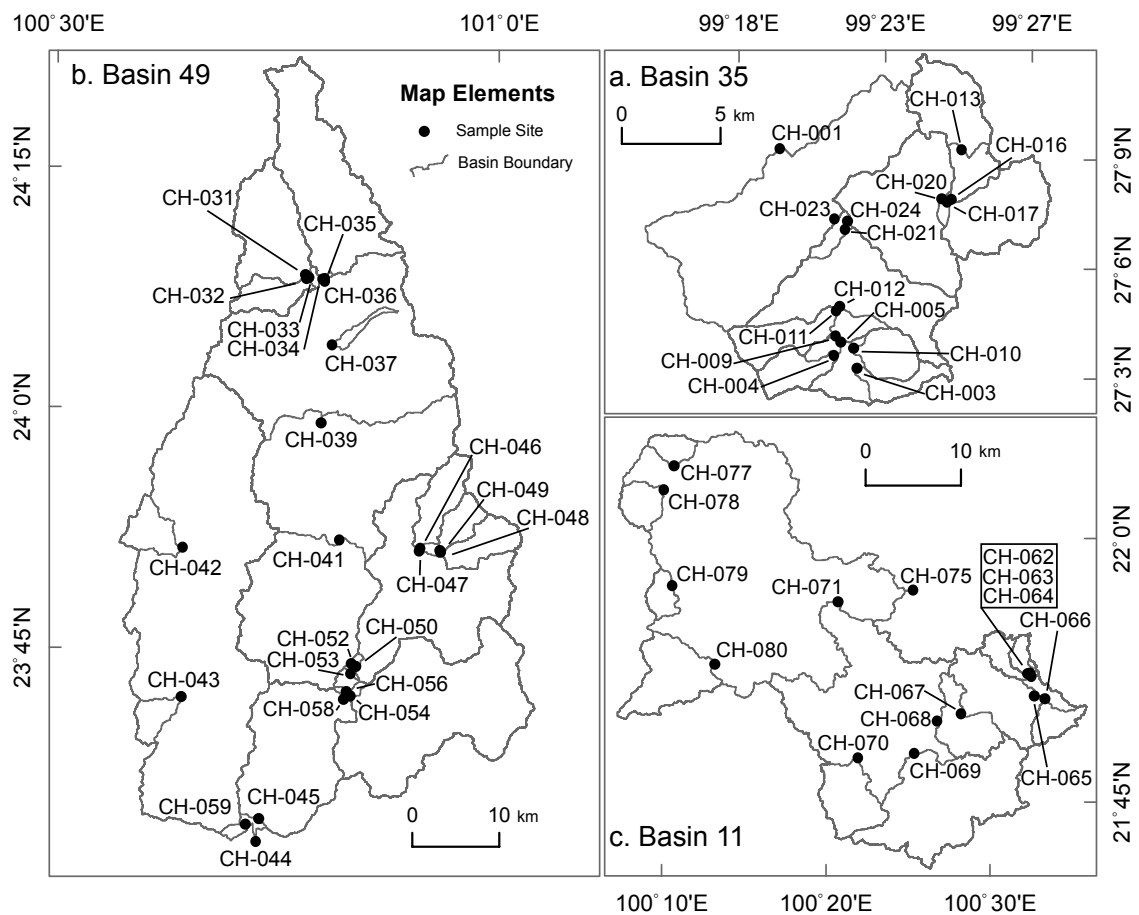 100°30'E
101°0'E
99°18'E
99°23'E
99°27'E
b. Basin 49
Map Elements
Sample Site
Basin Boundary
24°15'N
24°0'N
23°45'N
CH-031
CH-035
CH-032
CH-036
CH-033
CH-034
CH-037
CH-039
CH-046
CH-049
CH-048
CH-041
CH-047
CH-042
CH-052
CH-050
CH-053
CH-043
CH-056
CH-058
CH-054
CH-059
CH-045
CH-044
0
10
km
a. Basin 35
0
5
km
CH-013
CH-001
CH-016
CH-020
CH-023
CH-024
CH-017
CH-021
CH-012
CH-005
CH-011
CH-009
CH-010
CH-004
CH-003
27°9'N
27°6'N
27°3'N
0
10
km
CH-077
CH-078
CH-079
CH-071
CH-075
CH-062
CH-063
CH-064
CH-066
CH-080
CH-067
CH-068
CH-070
CH-069
CH-065
c. Basin 11
22°0'N
21°45'N
100°10'E
100°20'E
100°30'E